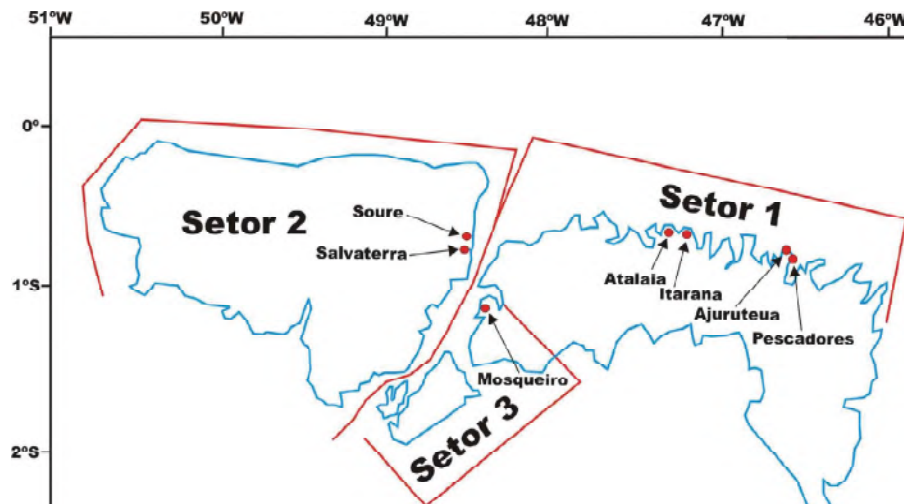 51ºW
50ºW
49ºW
48ºW
47ºW
46ºW
0º
Setor 1
Setor 2
Soure
Salvaterra
Atalaia
Itarana
1ºS
Ajuruteua
Pescadores
Mosqueiro
Setor 3
2ºS